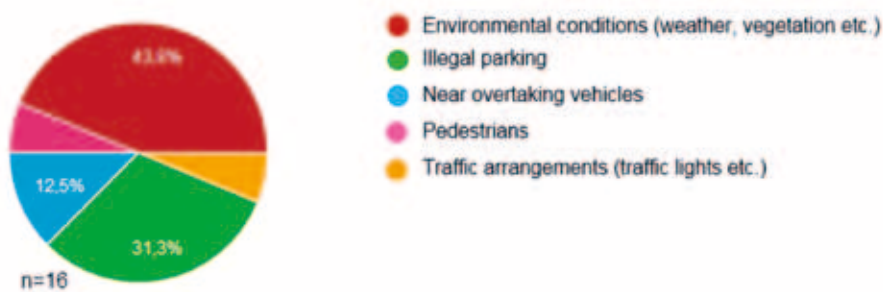 43,8%
12,5%
31,3%
n=16
Environmental conditions (weather, vegetation etc.)
Illegal parking
Near overtaking vehicles
Pedestrians
Traffic arrangements (traffic lights etc.)